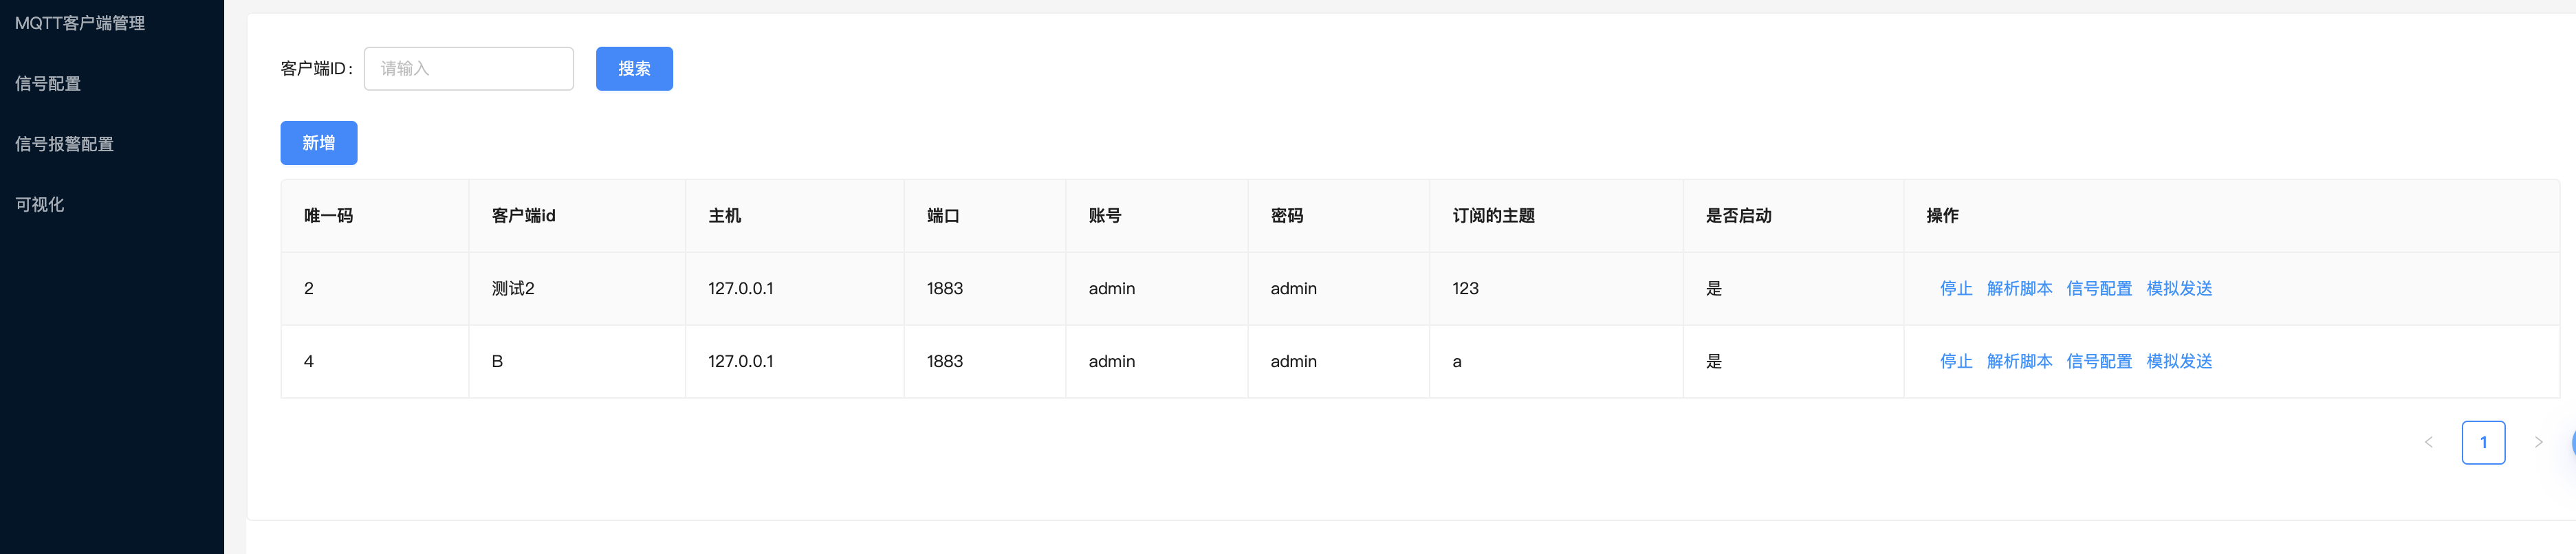 MQTT客户端管理
信号配置
信号报警配置
可视化
客户端ID： 请输入 搜索
新增
唯一码 客户端id 主机 端口 账号 密码 订阅的主题 是否启动 操作
2 测试2 127.0.0.1 1883 admin admin 123 是 停止 解析脚本 信号配置 模拟发送
4 B 127.0.0.1 1883 admin admin a 是 停止 解析脚本 信号配置 模拟发送
< 1 >